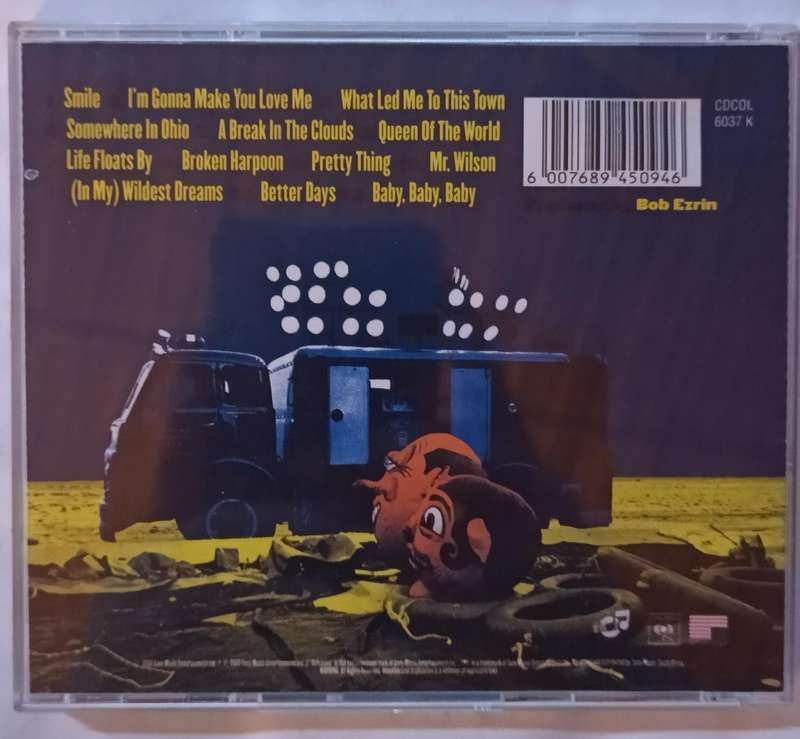 Smile I'm Gonna Make You Love Me What Led Me To This Town
Somewhere In Ohio A Break In The Clouds Queen Of The World
Life Floats By Broken Harpoon Pretty Thing Mr. Wilson
(In My) Wildest Dreams Better Days Baby, Baby, Baby
CDCOL
6037 K
6 007689 450946
Bob Ezrin